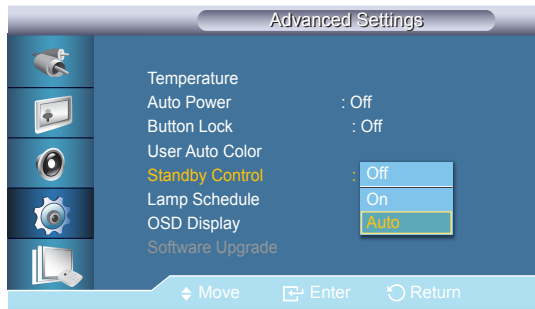 Advanced Settings
Temperature
Auto Power : Off
Button Lock : Off
User Auto Color
Standby Control : Off
Lamp Schedule On
OSD Display Auto
Software Upgrade
Move Enter Return